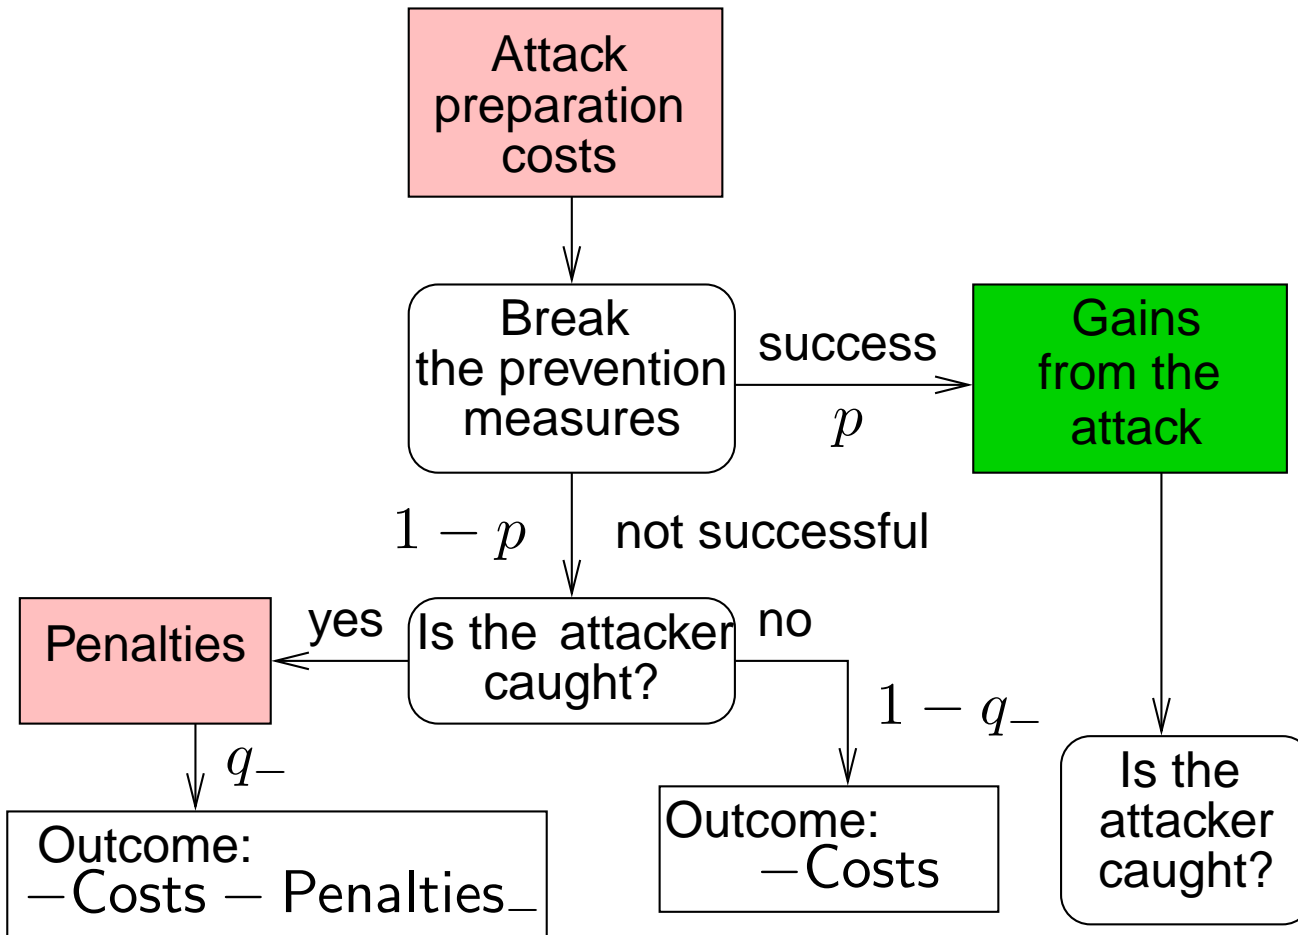 Attack
preparation
costs
Break
the prevention
measures
success
p
Gains
from the
attack
1 − p
not successful
Penalties
yes
Is the attacker
caught?
no
1 − q₋
q₋
Is the
attacker
caught?
Outcome:
−Costs − Penalties₋
Outcome:
−Costs